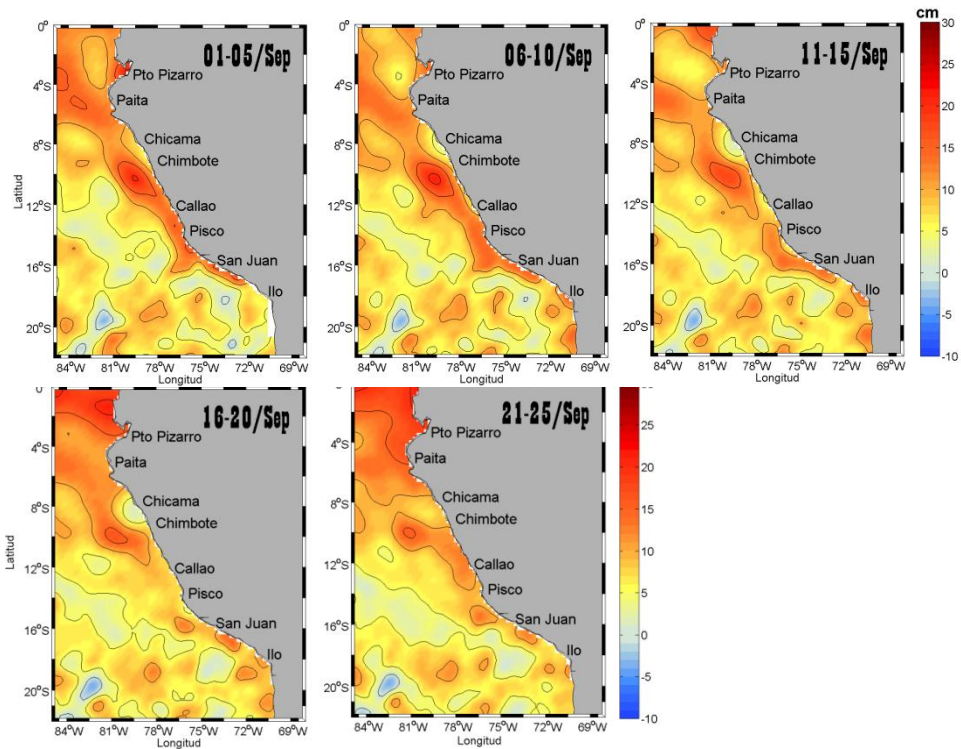 cm
01-05/Sep
06-10/Sep
11-15/Sep
0°
4°S
8°S
12°S
16°S
20°S
Latitud
Pto Pizarro
Paita
Chicama
Chimbote
Callao
Pisco
San Juan
Ilo
84°W 81°W 78°W 75°W 72°W 69°W
Longitud
0°
4°S
8°S
12°S
16°S
20°S
Pto Pizarro
Paita
Chicama
Chimbote
Callao
Pisco
San Juan
Ilo
84°W 81°W 78°W 75°W 72°W 69°W
Longitud
0°
4°S
8°S
12°S
16°S
20°S
Pto Pizarro
Paita
Chicama
Chimbote
Callao
Pisco
San Juan
Ilo
84°W 81°W 78°W 75°W 72°W 69°W
Longitud
30
25
20
15
10
5
0
-5
-10
16-20/Sep
21-25/Sep
0°
4°S
8°S
12°S
16°S
20°S
Latitud
Pto Pizarro
Paita
Chicama
Chimbote
Callao
Pisco
San Juan
Ilo
84°W 81°W 78°W 75°W 72°W 69°W
Longitud
0°
4°S
8°S
12°S
16°S
20°S
Pto Pizarro
Paita
Chicama
Chimbote
Callao
Pisco
San Juan
Ilo
84°W 81°W 78°W 75°W 72°W 69°W
Longitud
25
20
15
10
5
0
-5
-10